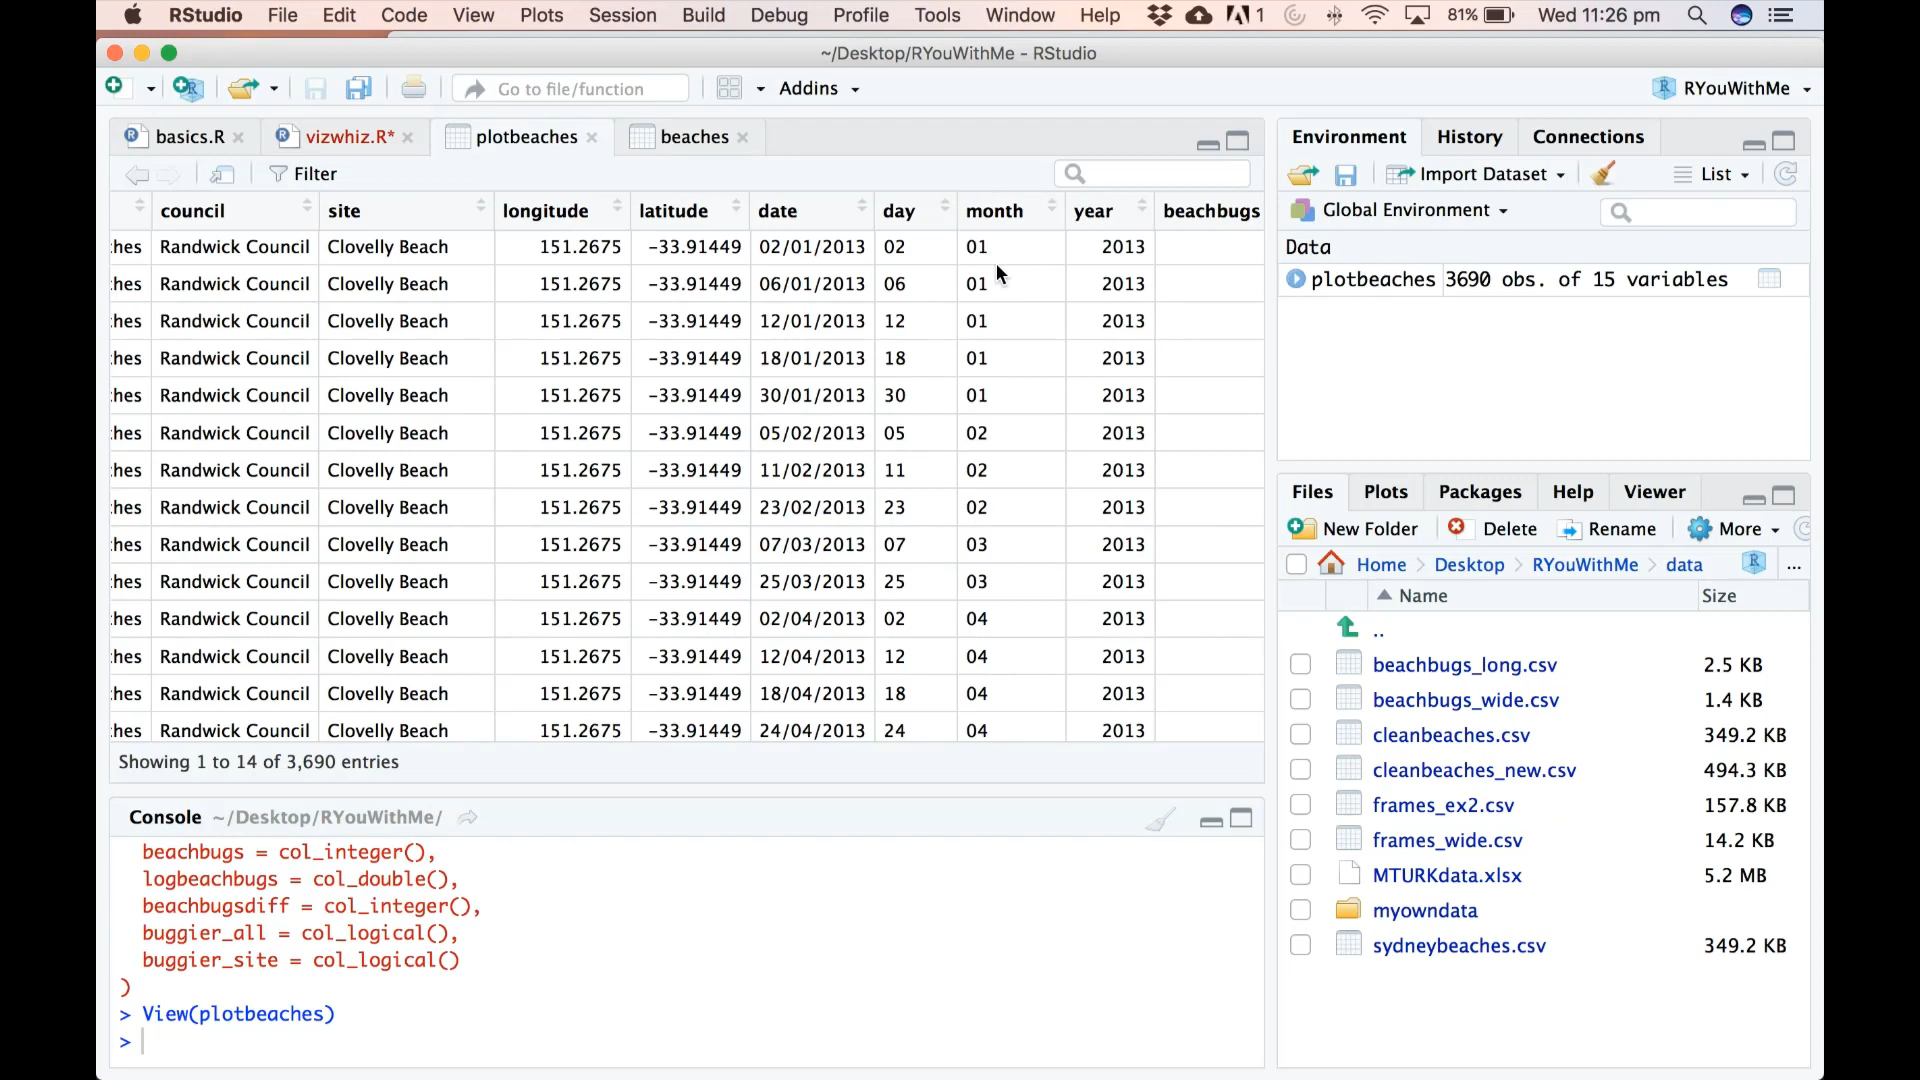 RStudio File Edit Code View Plots Session Build Debug Profile Tools Window Help 1 81% Wed 11:26 pm
~/Desktop/RYouWithMe - RStudio
Go to file/function Addins RYouWithMe
basics.R vizwhiz.R* plotbeaches beaches
Filter
council site longitude latitude date day month year beachbugs
hes Randwick Council Clovelly Beach 151.2675 -33.91449 02/01/2013 02 01 2013
hes Randwick Council Clovelly Beach 151.2675 -33.91449 06/01/2013 06 01 2013
hes Randwick Council Clovelly Beach 151.2675 -33.91449 12/01/2013 12 01 2013
hes Randwick Council Clovelly Beach 151.2675 -33.91449 18/01/2013 18 01 2013
hes Randwick Council Clovelly Beach 151.2675 -33.91449 30/01/2013 30 01 2013
hes Randwick Council Clovelly Beach 151.2675 -33.91449 05/02/2013 05 02 2013
hes Randwick Council Clovelly Beach 151.2675 -33.91449 11/02/2013 11 02 2013
hes Randwick Council Clovelly Beach 151.2675 -33.91449 23/02/2013 23 02 2013
hes Randwick Council Clovelly Beach 151.2675 -33.91449 07/03/2013 07 03 2013
hes Randwick Council Clovelly Beach 151.2675 -33.91449 25/03/2013 25 03 2013
hes Randwick Council Clovelly Beach 151.2675 -33.91449 02/04/2013 02 04 2013
hes Randwick Council Clovelly Beach 151.2675 -33.91449 12/04/2013 12 04 2013
hes Randwick Council Clovelly Beach 151.2675 -33.91449 18/04/2013 18 04 2013
hes Randwick Council Clovelly Beach 151.2675 -33.91449 24/04/2013 24 04 2013
Showing 1 to 14 of 3,690 entries
Console ~/Desktop/RYouWithMe/
beachbugs = col_integer(),
logbeachbugs = col_double(),
beachbugsdiff = col_integer(),
buggier_all = col_logical(),
buggier_site = col_logical()
)
> View(plotbeaches)
>
Environment History Connections
Import Dataset List
Global Environment
Data
plotbeaches 3690 obs. of 15 variables
Files Plots Packages Help Viewer
New Folder Delete Rename More
Home Desktop RYouWithMe data ...
Name Size
..
beachbugs_long.csv 2.5 KB
beachbugs_wide.csv 1.4 KB
cleanbeaches.csv 349.2 KB
cleanbeaches_new.csv 494.3 KB
frames_ex2.csv 157.8 KB
frames_wide.csv 14.2 KB
MTURKdata.xlsx 5.2 MB
myowndata
sydneybeaches.csv 349.2 KB